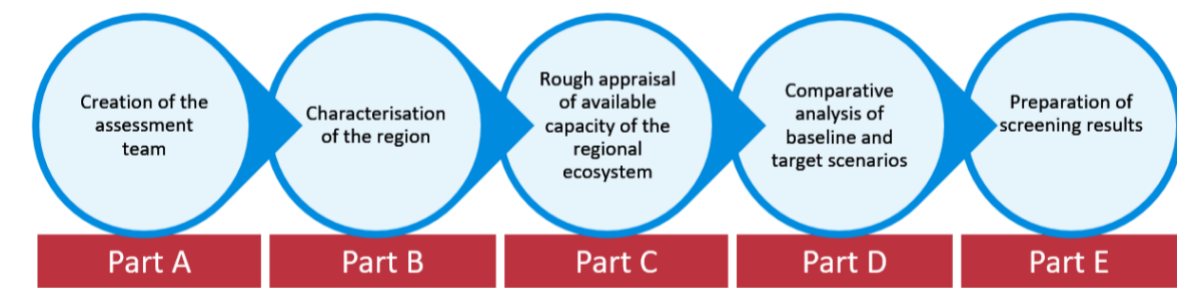 Creation of the
assessment
team
Characterisation
of the region
Rough appraisal
of available
capacity of the
regional
ecosystem
Comparative
analysis of
baseline and
target scenarios
Preparation of
screening results
Part A
Part B
Part C
Part D
Part E